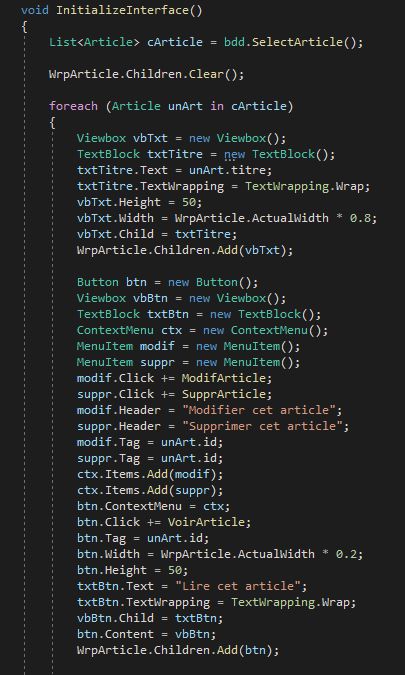 void InitializeInterface()
{
List<Article> cArticle = bdd.SelectArticle();
WrpArticle.Children.Clear();
foreach (Article unArt in cArticle)
{
Viewbox vbTxt = new Viewbox();
TextBlock txtTitre = new TextBlock();
txtTitre.Text = unArt.titre;
txtTitre.TextWrapping = TextWrapping.Wrap;
vbTxt.Height = 50;
vbTxt.Width = WrpArticle.ActualWidth * 0.8;
vbTxt.Child = txtTitre;
WrpArticle.Children.Add(vbTxt);
Button btn = new Button();
Viewbox vbBtn = new Viewbox();
TextBlock txtBtn = new TextBlock();
ContextMenu ctx = new ContextMenu();
MenuItem modif = new MenuItem();
MenuItem suppr = new MenuItem();
modif.Click += ModifArticle;
suppr.Click += SupprArticle;
modif.Header = "Modifier cet article";
suppr.Header = "Supprimer cet article";
modif.Tag = unArt.id;
suppr.Tag = unArt.id;
ctx.Items.Add(modif);
ctx.Items.Add(suppr);
btn.ContextMenu = ctx;
btn.Click += VoirArticle;
btn.Tag = unArt.id;
btn.Width = WrpArticle.ActualWidth * 0.2;
btn.Height = 50;
txtBtn.Text = "Lire cet article";
txtBtn.TextWrapping = TextWrapping.Wrap;
vbBtn.Child = txtBtn;
btn.Content = vbBtn;
WrpArticle.Children.Add(btn);